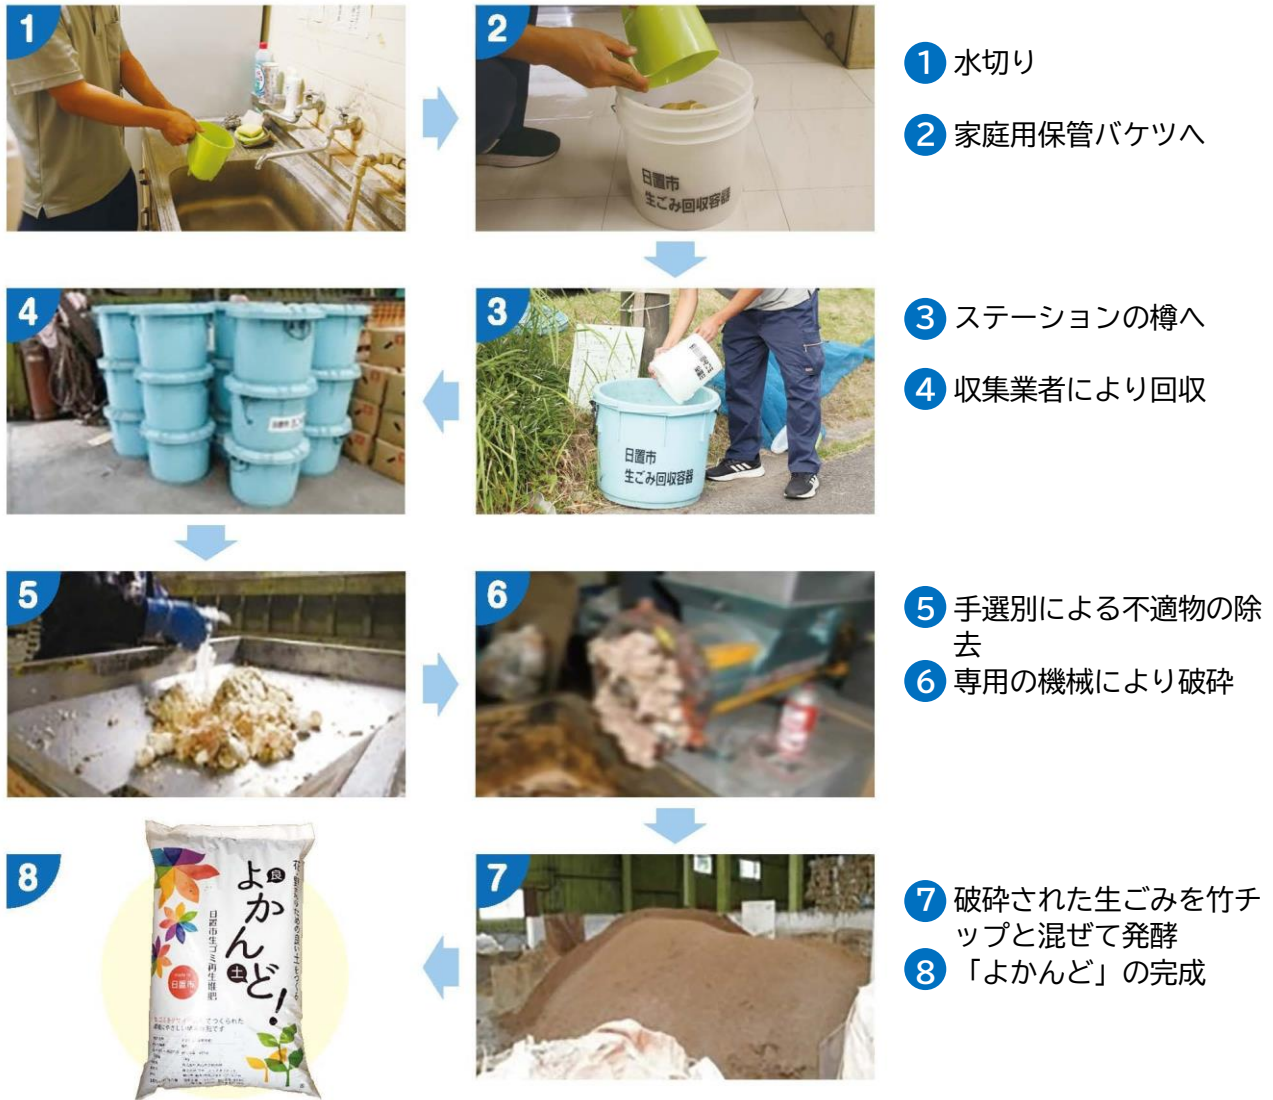 1
2
日置市
生ごみ回収容器
1 水切り
2 家庭用保管バケツへ
4
3
日置市
生ごみ回収容器
3 ステーションの樽へ
4 収集業者により回収
5
6
5 手選別による不適物の除
去
6 専用の機械により破砕
8
良
よかんど!
土
日置市生ゴミ再生堆肥
日置市
7
7 破砕された生ごみを竹チ
ップと混ぜて発酵
8 「よかんど」の完成